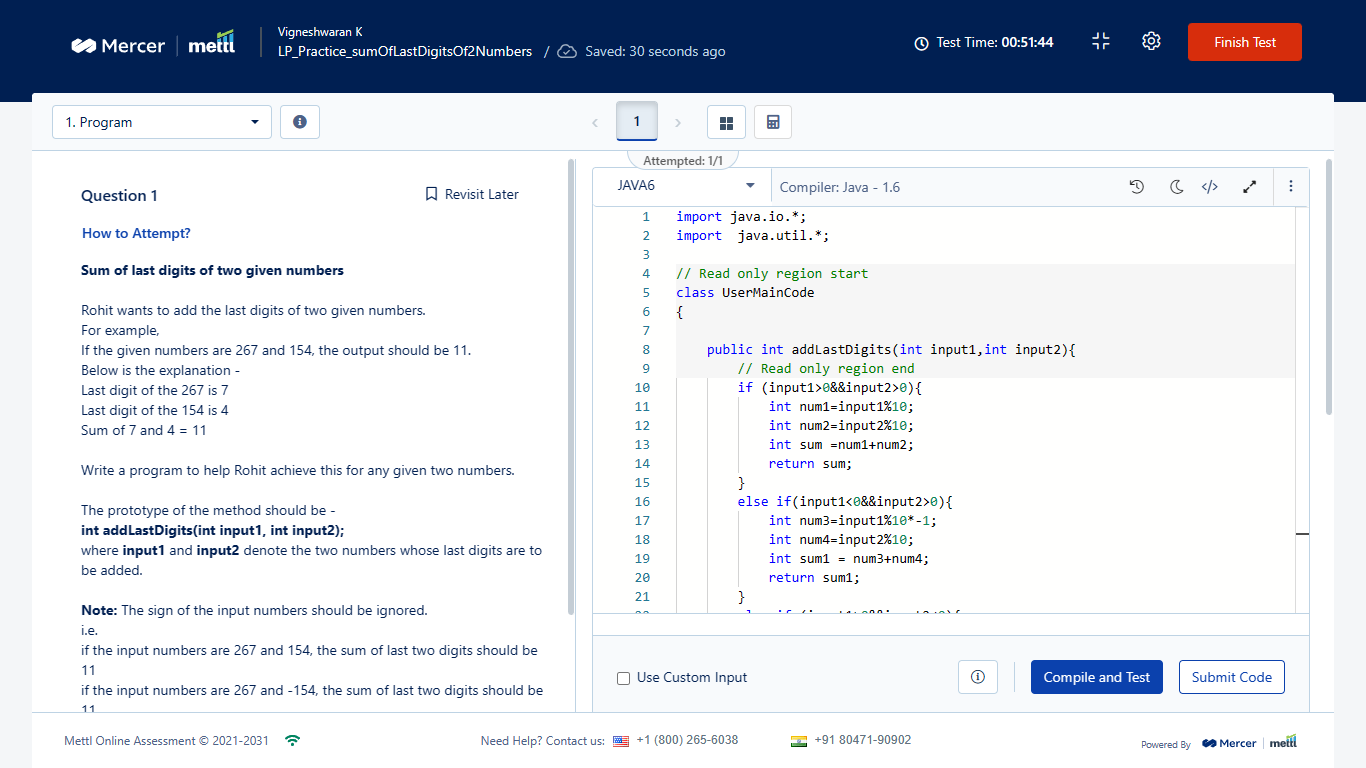 Mercer | mettl
Vigneshwaran K
LP_Practice_sumOfLastDigitsOf2Numbers / Saved: 30 seconds ago
Test Time: 00:51:44
Finish Test
1. Program
1
Attempted: 1/1
Question 1
Revisit Later
How to Attempt?
Sum of last digits of two given numbers
Rohit wants to add the last digits of two given numbers.
For example,
If the given numbers are 267 and 154, the output should be 11.
Below is the explanation -
Last digit of the 267 is 7
Last digit of the 154 is 4
Sum of 7 and 4 = 11
Write a program to help Rohit achieve this for any given two numbers.
The prototype of the method should be -
int addLastDigits(int input1, int input2);
where input1 and input2 denote the two numbers whose last digits are to
be added.
Note: The sign of the input numbers should be ignored.
i.e.
if the input numbers are 267 and 154, the sum of last two digits should be
11
if the input numbers are 267 and -154, the sum of last two digits should be
11
JAVA6
Compiler: Java - 1.6
1 import java.io.*;
2 import  java.util.*;
3
4 // Read only region start
5 class UserMainCode
6 {
7
8     public int addLastDigits(int input1,int input2){
9         // Read only region end
10         if (input1>0&&input2>0){
11             int num1=input1%10;
12             int num2=input2%10;
13             int sum =num1+num2;
14             return sum;
15         }
16         else if(input1<0&&input2>0){
17             int num3=input1%10*-1;
18             int num4=input2%10;
19             int sum1 = num3+num4;
20             return sum1;
21         }
Use Custom Input
Compile and Test
Submit Code
Mettl Online Assessment © 2021-2031
Need Help? Contact us: +1 (800) 265-6038
+91 80471-90902
Powered By Mercer | mettl